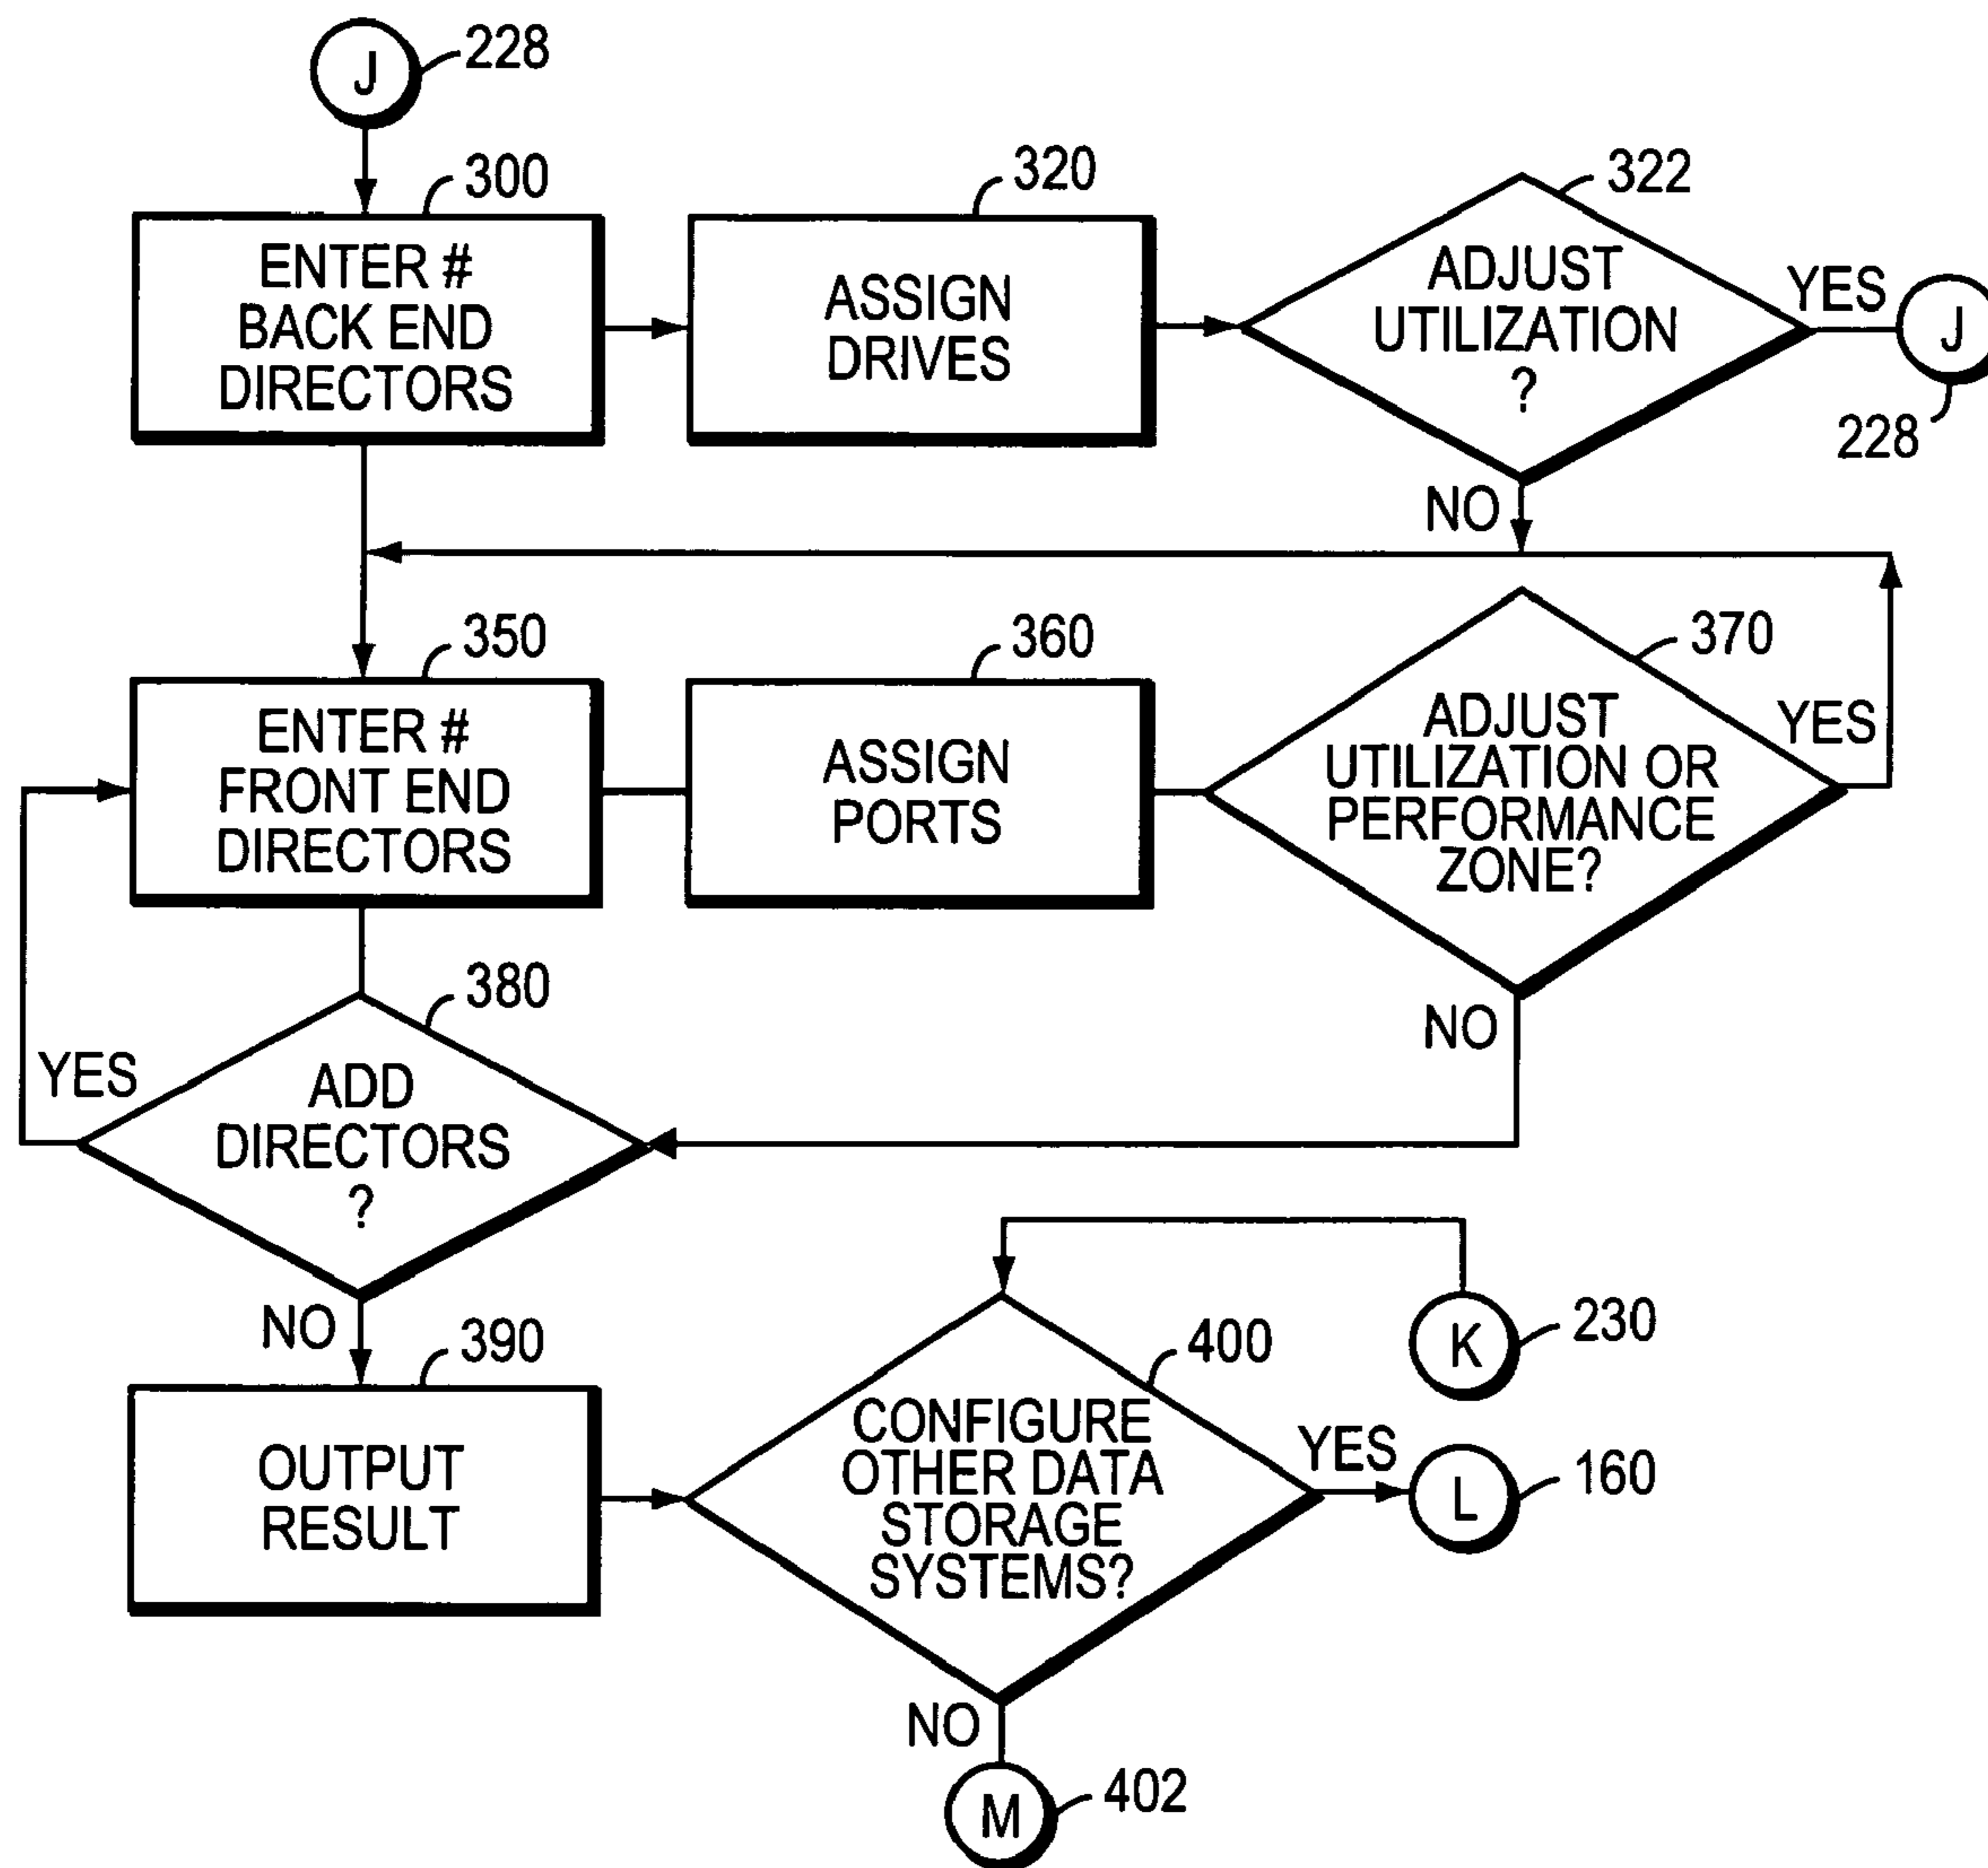 J
228
300
ENTER #
BACK END
DIRECTORS
320
ASSIGN
DRIVES
322
ADJUST
UTILIZATION
?
YES
J
228
NO
350
ENTER #
FRONT END
DIRECTORS
360
ASSIGN
PORTS
370
ADJUST
UTILIZATION OR
PERFORMANCE
ZONE?
YES
NO
380
ADD
DIRECTORS
?
YES
NO
390
OUTPUT
RESULT
400
CONFIGURE
OTHER DATA
STORAGE
SYSTEMS?
K
230
YES
L
160
NO
M
402